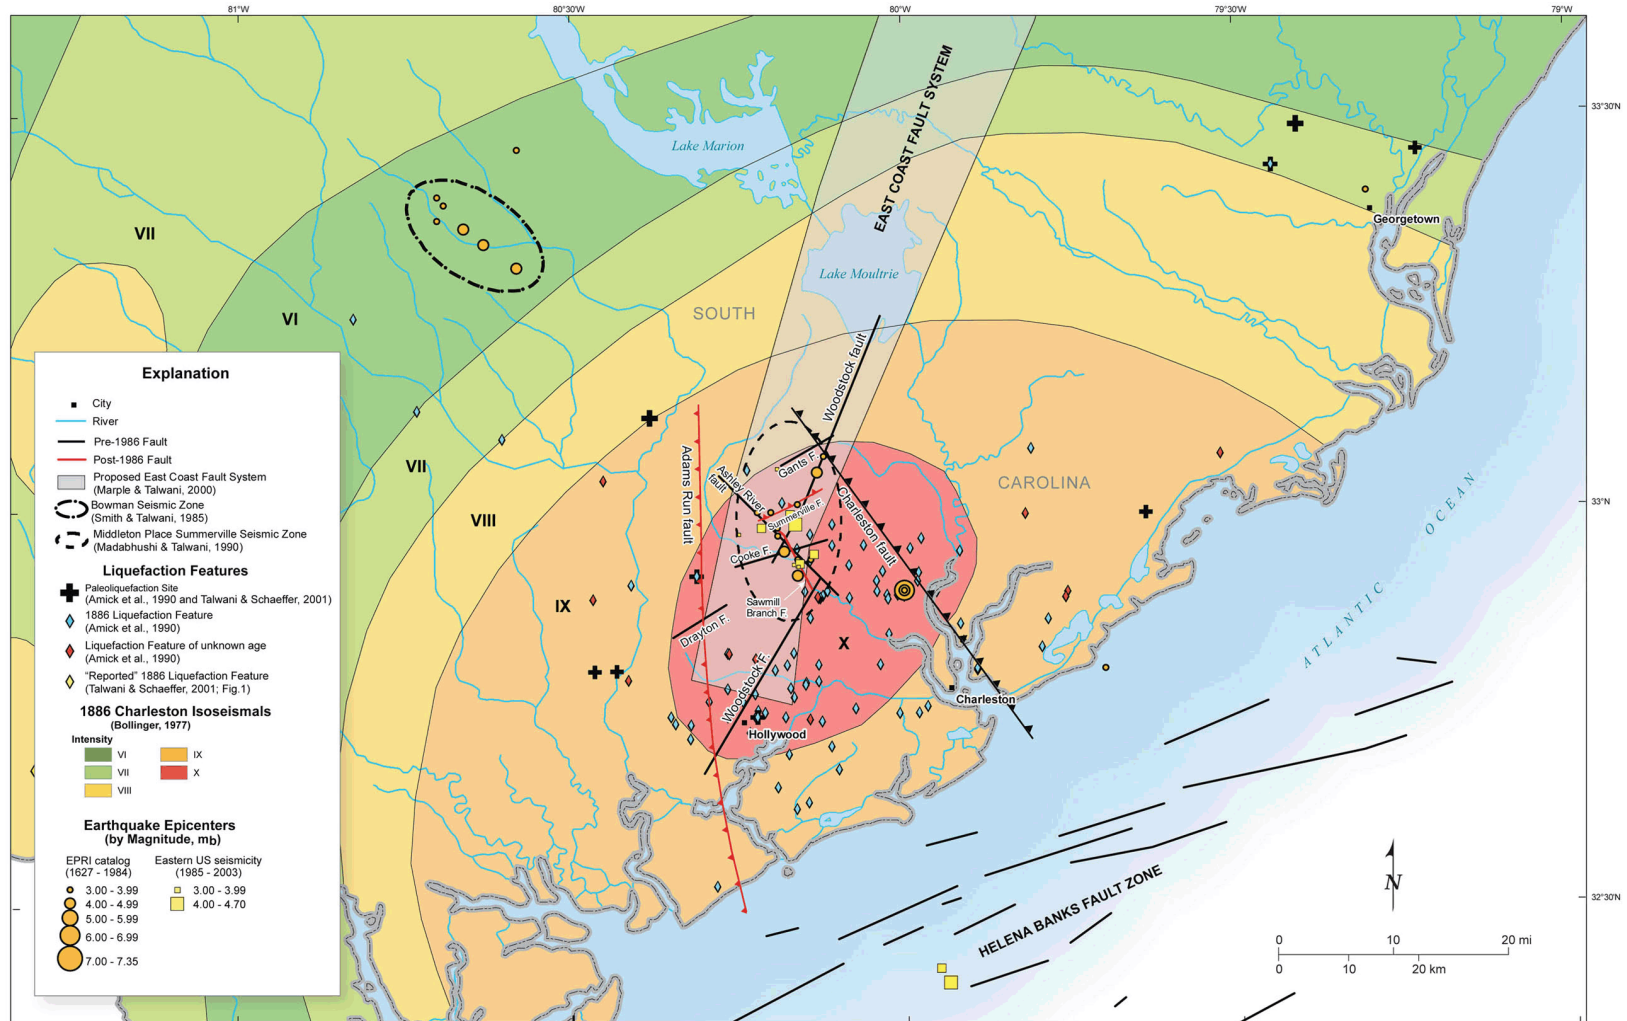 81°W
80°30'W
80°W
79°30'W
79°W
33°30'N
33°N
32°30'N
EAST COAST FAULT SYSTEM
Lake Marion
Lake Moultrie
Georgetown
VII
VI
SOUTH
CAROLINA
VII
VIII
IX
X
Woodstock fault
Adams Run fault
Ashley River
fault
Gants F.
Summerville F.
Charleston fault
Cooke F.
Sawmill
Branch F.
Drayton F.
Woodstock F.
Charleston
Hollywood
ATLANTIC OCEAN
HELENA BANKS FAULT ZONE
N
0 10 20 mi
0 10 20 km
Explanation
City
River
Pre-1986 Fault
Post-1986 Fault
Proposed East Coast Fault System
(Marple & Talwani, 2000)
Bowman Seismic Zone
(Smith & Talwani, 1985)
Middleton Place Summerville Seismic Zone
(Madabhushi & Talwani, 1990)
Liquefaction Features
Paleoliquefaction Site
(Amick et al., 1990 and Talwani & Schaeffer, 2001)
1886 Liquefaction Feature
(Amick et al., 1990)
Liquefaction Feature of unknown age
(Amick et al., 1990)
“Reported” 1886 Liquefaction Feature
(Talwani & Schaeffer, 2001; Fig.1)
1886 Charleston Isoseismals
(Bollinger, 1977)
Intensity
VI IX
VII X
VIII
Earthquake Epicenters
(by Magnitude, mb)
EPRI catalog Eastern US seismicity
(1627 - 1984) (1985 - 2003)
3.00 - 3.99 3.00 - 3.99
4.00 - 4.99 4.00 - 4.70
5.00 - 5.99
6.00 - 6.99
7.00 - 7.35